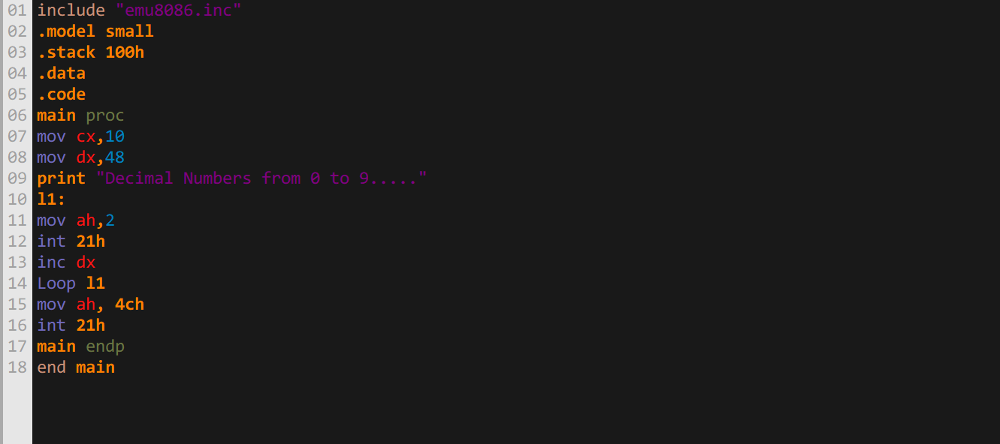 01 include "emu8086.inc"
02 .model small
03 .stack 100h
04 .data
05 .code
06 main proc
07 mov cx,10
08 mov dx,48
09 print "Decimal Numbers from 0 to 9....."
10 l1:
11 mov ah,2
12 int 21h
13 inc dx
14 Loop l1
15 mov ah, 4ch
16 int 21h
17 main endp
18 end main